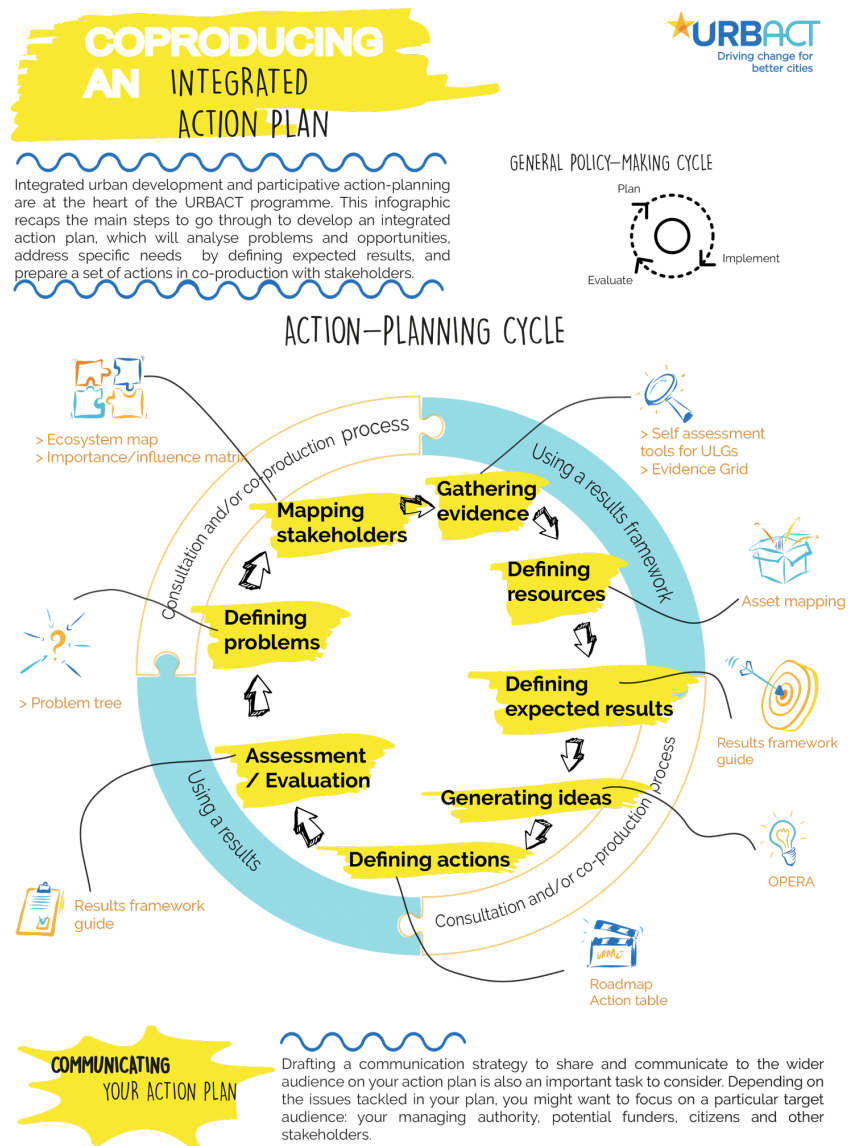 COPRODUCING
AN INTEGRATED
ACTION PLAN
URBACT
Driving change for
better cities
Integrated urban development and participative action-planning
are at the heart of the URBACT programme. This infographic
recaps the main steps to go through to develop an integrated
action plan, which will analyse problems and opportunities,
address specific needs by defining expected results, and
prepare a set of actions in co-production with stakeholders.
GENERAL POLICY-MAKING CYCLE
Plan
Implement
Evaluate
ACTION-PLANNING CYCLE
> Ecosystem map
> Importance/influence matrix
Consultation and/or co-production process
> Self assessment
tools for ULGs
> Evidence Grid
Using a results framework
Mapping
stakeholders
Gathering
evidence
Defining
resources
Asset mapping
Defining
problems
> Problem tree
Defining
expected results
Results framework
guide
Assessment
/ Evaluation
Generating ideas
OPERA
Defining actions
Using a results
Consultation and/or co-production process
Results framework
guide
URBACT
Roadmap
Action table
COMMUNICATING
YOUR ACTION PLAN
Drafting a communication strategy to share and communicate to the wider
audience on your action plan is also an important task to consider. Depending on
the issues tackled in your plan, you might want to focus on a particular target
audience: your managing authority, potential funders, citizens and other
stakeholders.